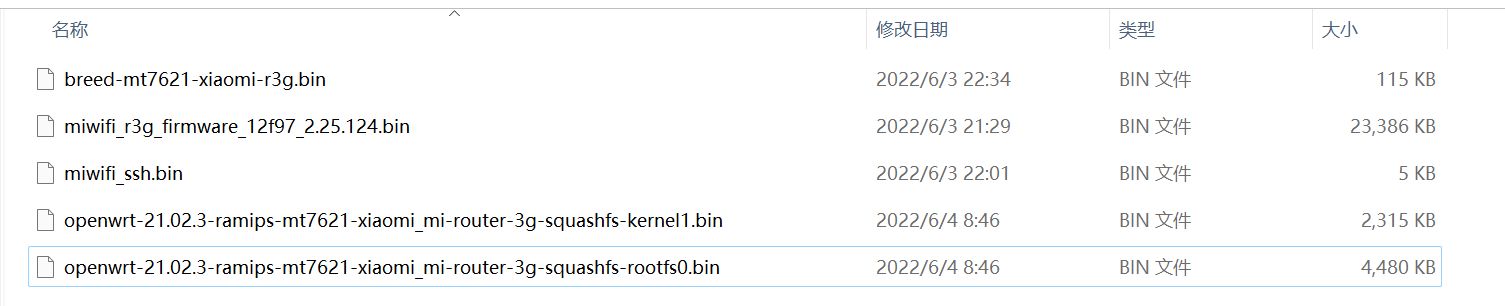 名称 修改日期 类型 大小
breed-mt7621-xiaomi-r3g.bin 2022/6/3 22:34 BIN 文件 115 KB
miwifi_r3g_firmware_12f97_2.25.124.bin 2022/6/3 21:29 BIN 文件 23,386 KB
miwifi_ssh.bin 2022/6/3 22:01 BIN 文件 5 KB
openwrt-21.02.3-ramips-mt7621-xiaomi_mi-router-3g-squashfs-kernel1.bin 2022/6/4 8:46 BIN 文件 2,315 KB
openwrt-21.02.3-ramips-mt7621-xiaomi_mi-router-3g-squashfs-rootfs0.bin 2022/6/4 8:46 BIN 文件 4,480 KB